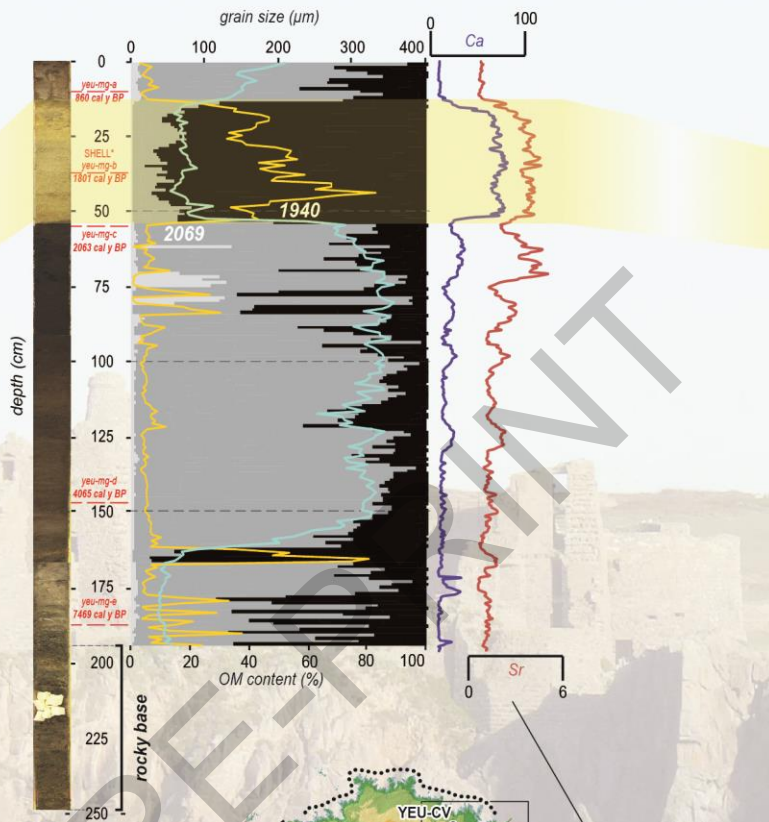 grain size (µm)
0 100 200 300 400
0 100
Ca
0
yeu-mg-a
860 cal y BP
25
SHELL*
yeu-mg-b
1801 cal y BP
1940
50
yeu-mg-c
2063 cal y BP
2069
75
depth (cm)
100
125
yeu-mg-d
4065 cal y BP
150
175
yeu-mg-e
7469 cal y BP
200
0 20 40 60 80 100
OM content (%)
Sr
0 6
225
rocky base
250
YEU-CV
PRE-PRINT